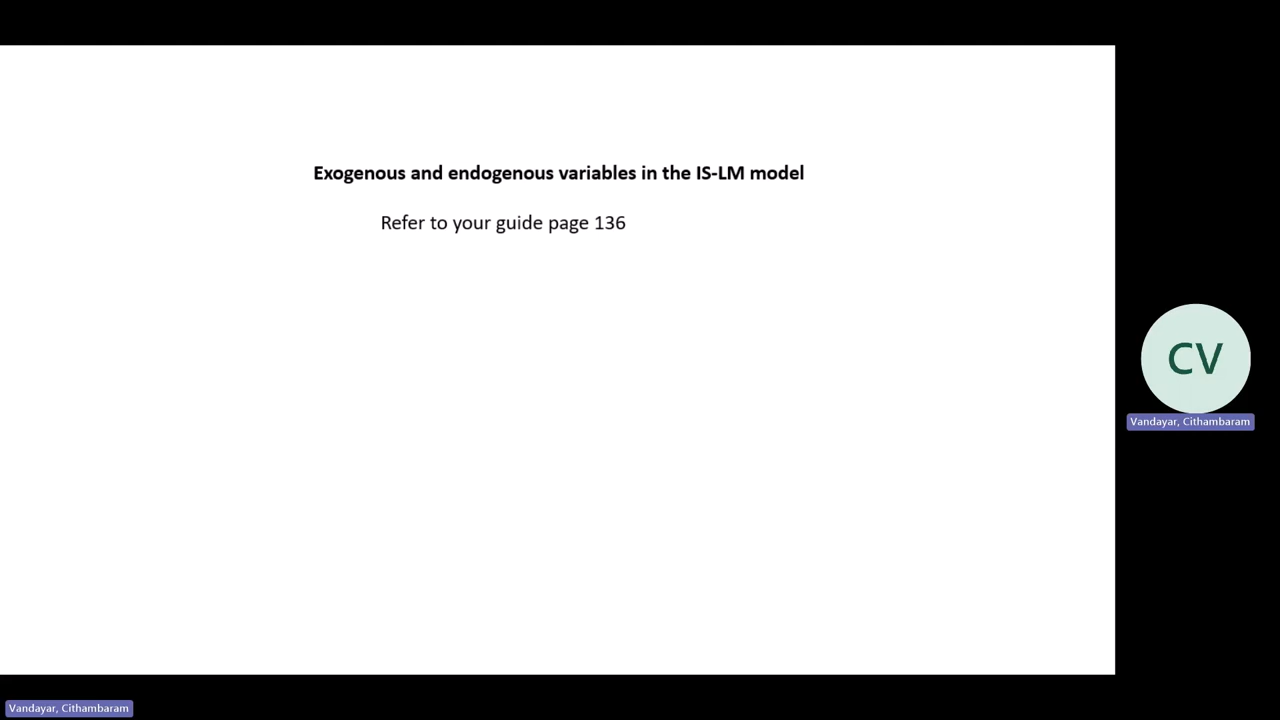 Exogenous and endogenous variables in the IS-LM model
Refer to your guide page 136
CV
Vandayar, Cithambaram
Vandayar, Cithambaram